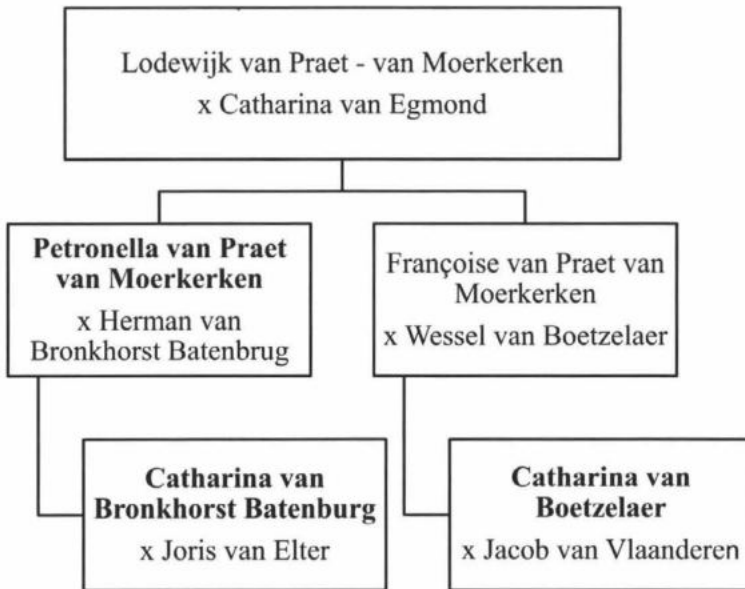 Lodewijk van Praet - van Moerkerken
x Catharina van Egmond
Petronella van Praet
van Moerkerken
x Herman van
Bronkhorst Batenbrug
Françoise van Praet van
Moerkerken
x Wessel van Boetzelaer
Catharina van
Bronkhorst Batenburg
x Joris van Elter
Catharina van
Boetzelaer
x Jacob van Vlaanderen